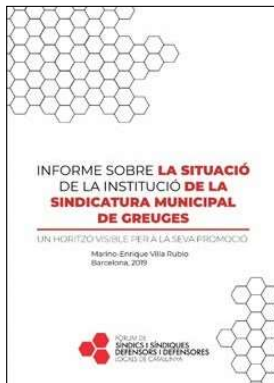 INFORME SOBRE LA SITUACIÓ
DE LA INSTITUCIÓ DE LA
SINDICATURA MUNICIPAL
DE GREUGES
UN HORITZÓ VISIBLE PER A LA SEVA PROMOCIÓ
Marino-Enrique Villa Rubio
Barcelona, 2019
FÒRUM DE
SÍNDICS I SÍNDIQUES
DEFENSORS I DEFENSORES
LOCALS DE CATALUNYA